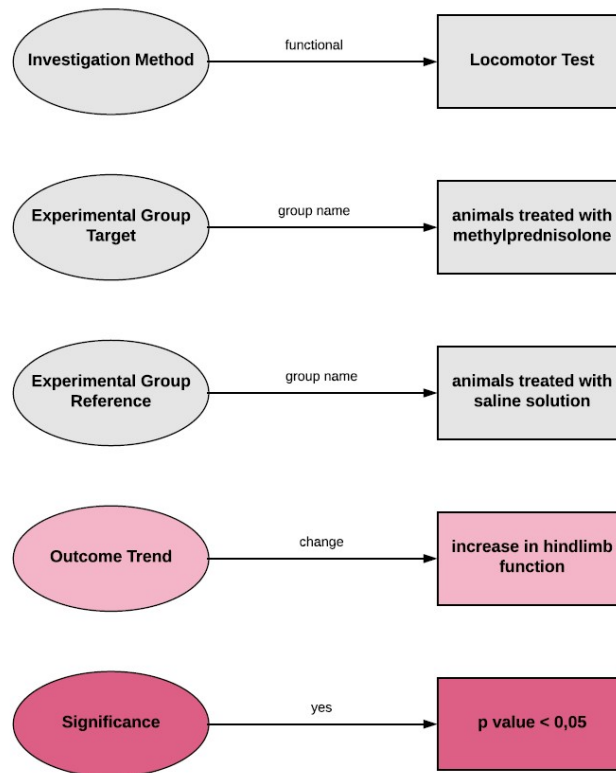 Investigation Method
functional
Locomotor Test
Experimental Group
Target
group name
animals treated with
methylprednisolone
Experimental Group
Reference
group name
animals treated with
saline solution
Outcome Trend
change
increase in hindlimb
function
Significance
yes
p value < 0,05